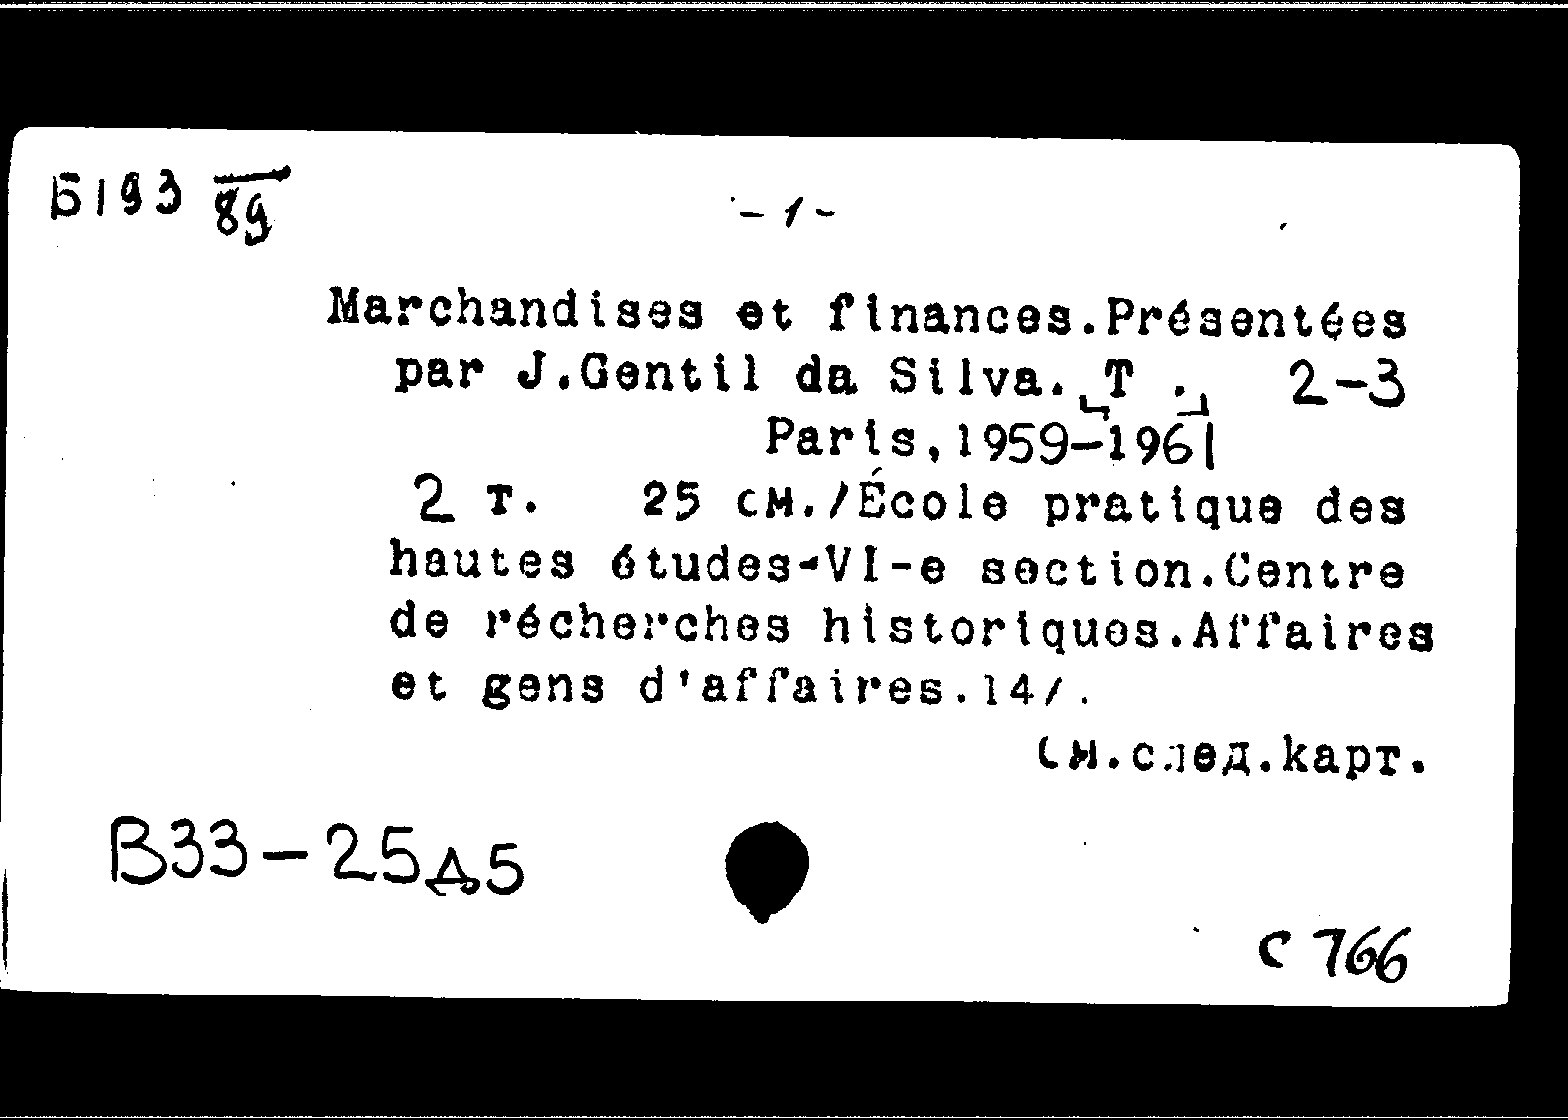 Б193 89
- 1 -
Marchandises et finances.Présentées
par J.Gentil da Silva.[T.] 2-3
Paris,1959-1961
2 т. 25 см./École pratique des
hautes études-VI-e section.Centre
de récherches historiques.Affaires
et gens d'affaires.14/.
См.след.карт.
В33-25д5
С 766